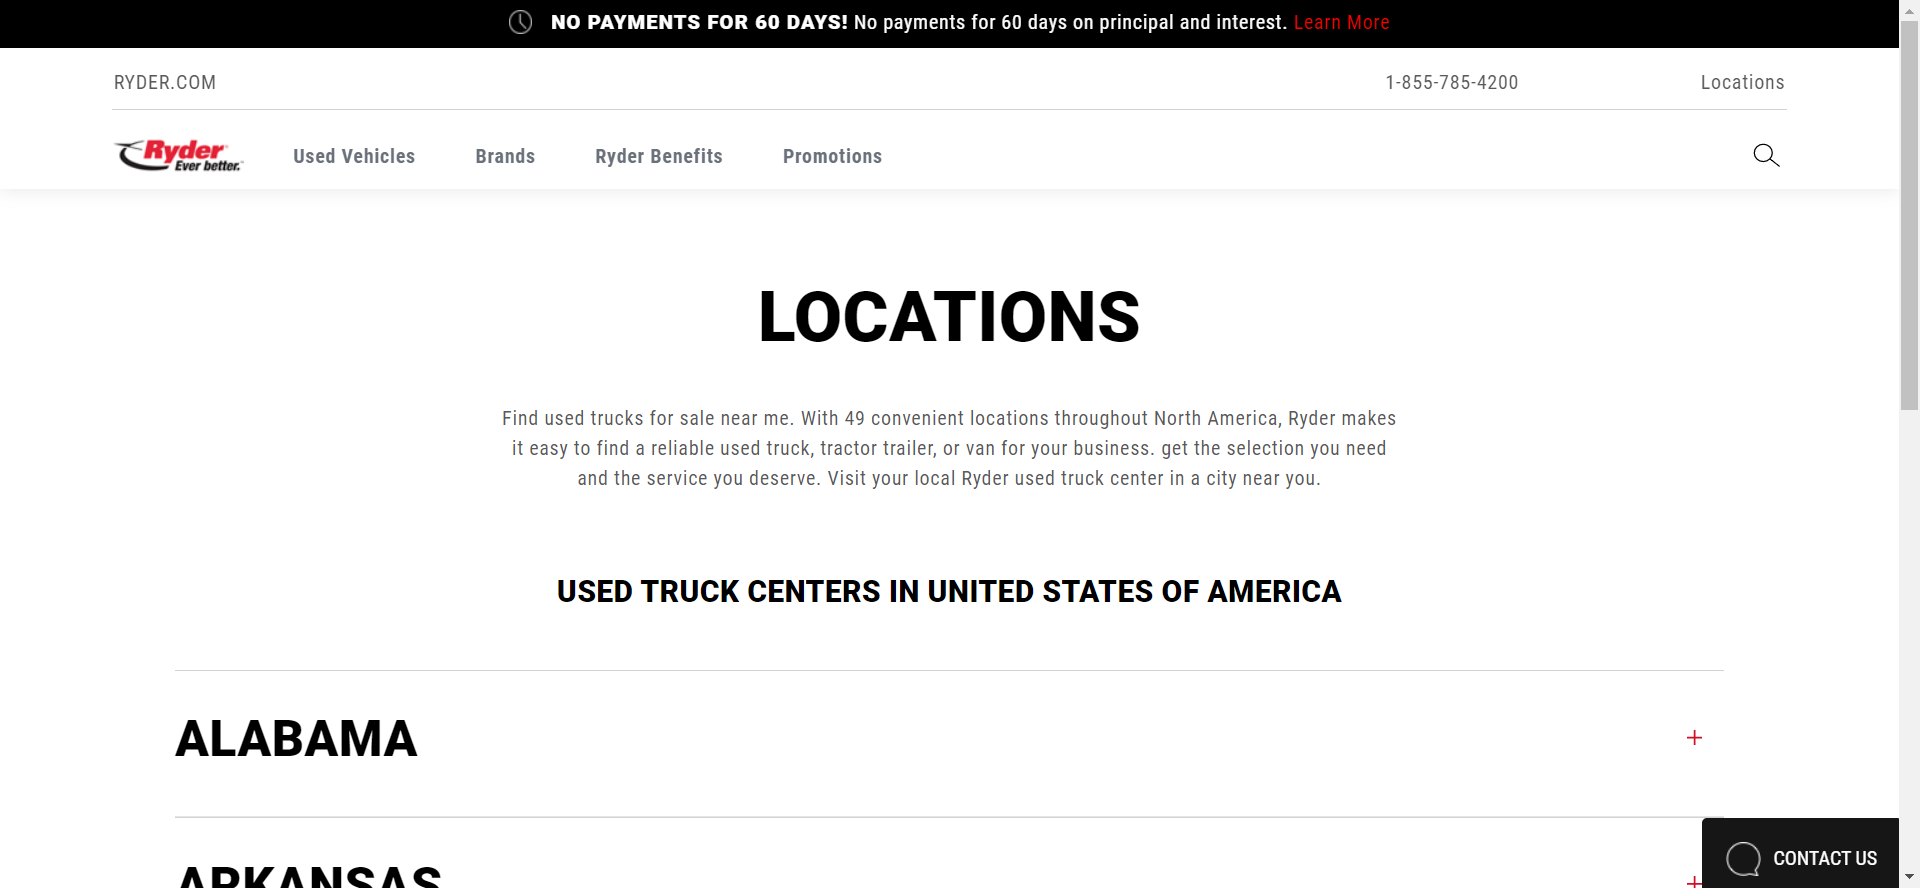 NO PAYMENTS FOR 60 DAYS! No payments for 60 days on principal and interest. Learn More
RYDER.COM
1-855-785-4200
Locations
Ryder
Ever better.
Used Vehicles
Brands
Ryder Benefits
Promotions
LOCATIONS
Find used trucks for sale near me. With 49 convenient locations throughout North America, Ryder makes
it easy to find a reliable used truck, tractor trailer, or van for your business. get the selection you need
and the service you deserve. Visit your local Ryder used truck center in a city near you.
USED TRUCK CENTERS IN UNITED STATES OF AMERICA
ALABAMA
ARKANSAS
CONTACT US